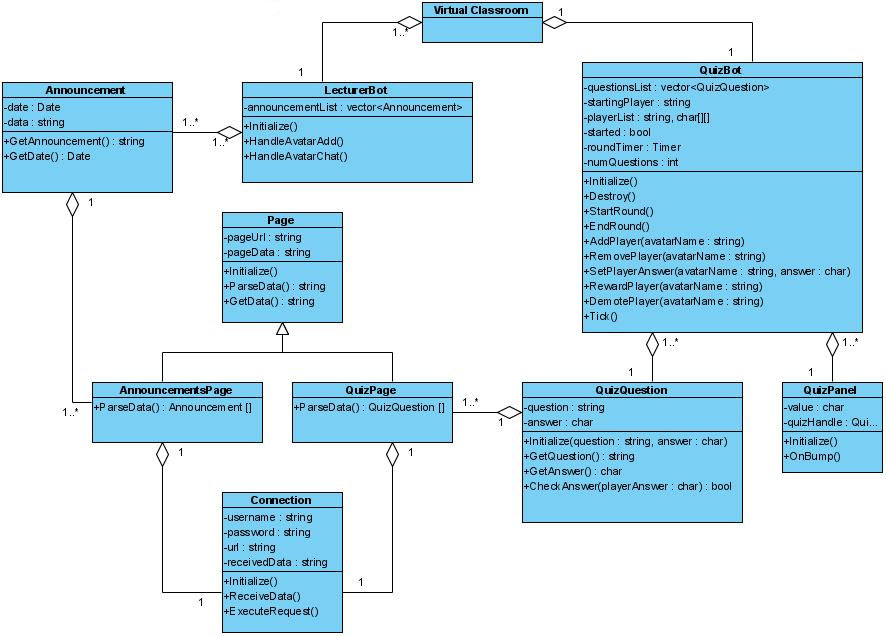 Virtual Classroom
1..*
1
1
1
Announcement
-date : Date
-data : string
+GetAnnouncement() : string
+GetDate() : Date
1..*
1..*
LecturerBot
-announcementList : vector<Announcement>
+Initialize()
+HandleAvatarAdd()
+HandleAvatarChat()
QuizBot
-questionsList : vector<QuizQuestion>
-startingPlayer : string
-playerList : string, char[][]
-started : bool
-roundTimer : Timer
-numQuestions : int
+Initialize()
+Destroy()
+StartRound()
+EndRound()
+AddPlayer(avatarName : string)
+RemovePlayer(avatarName : string)
+SetPlayerAnswer(avatarName : string, answer : char)
+RewardPlayer(avatarName : string)
+DemotePlayer(avatarName : string)
+Tick()
1
Page
-pageUrl : string
-pageData : string
+Initialize()
+ParseData() : string
+GetData() : string
1..*
1..*
1
1
AnnouncementsPage
+ParseData() : Announcement []
1..*
1
QuizPage
+ParseData() : QuizQuestion []
1..*
1
1
QuizQuestion
-question : string
-answer : char
+Initialize(question : string, answer : char)
+GetQuestion() : string
+GetAnswer() : char
+CheckAnswer(playerAnswer : char) : bool
QuizPanel
-value : char
-quizHandle : Qui...
+Initialize()
+OnBump()
Connection
-username : string
-password : string
-url : string
-receivedData : string
+Initialize()
+ReceiveData()
+ExecuteRequest()
1
1